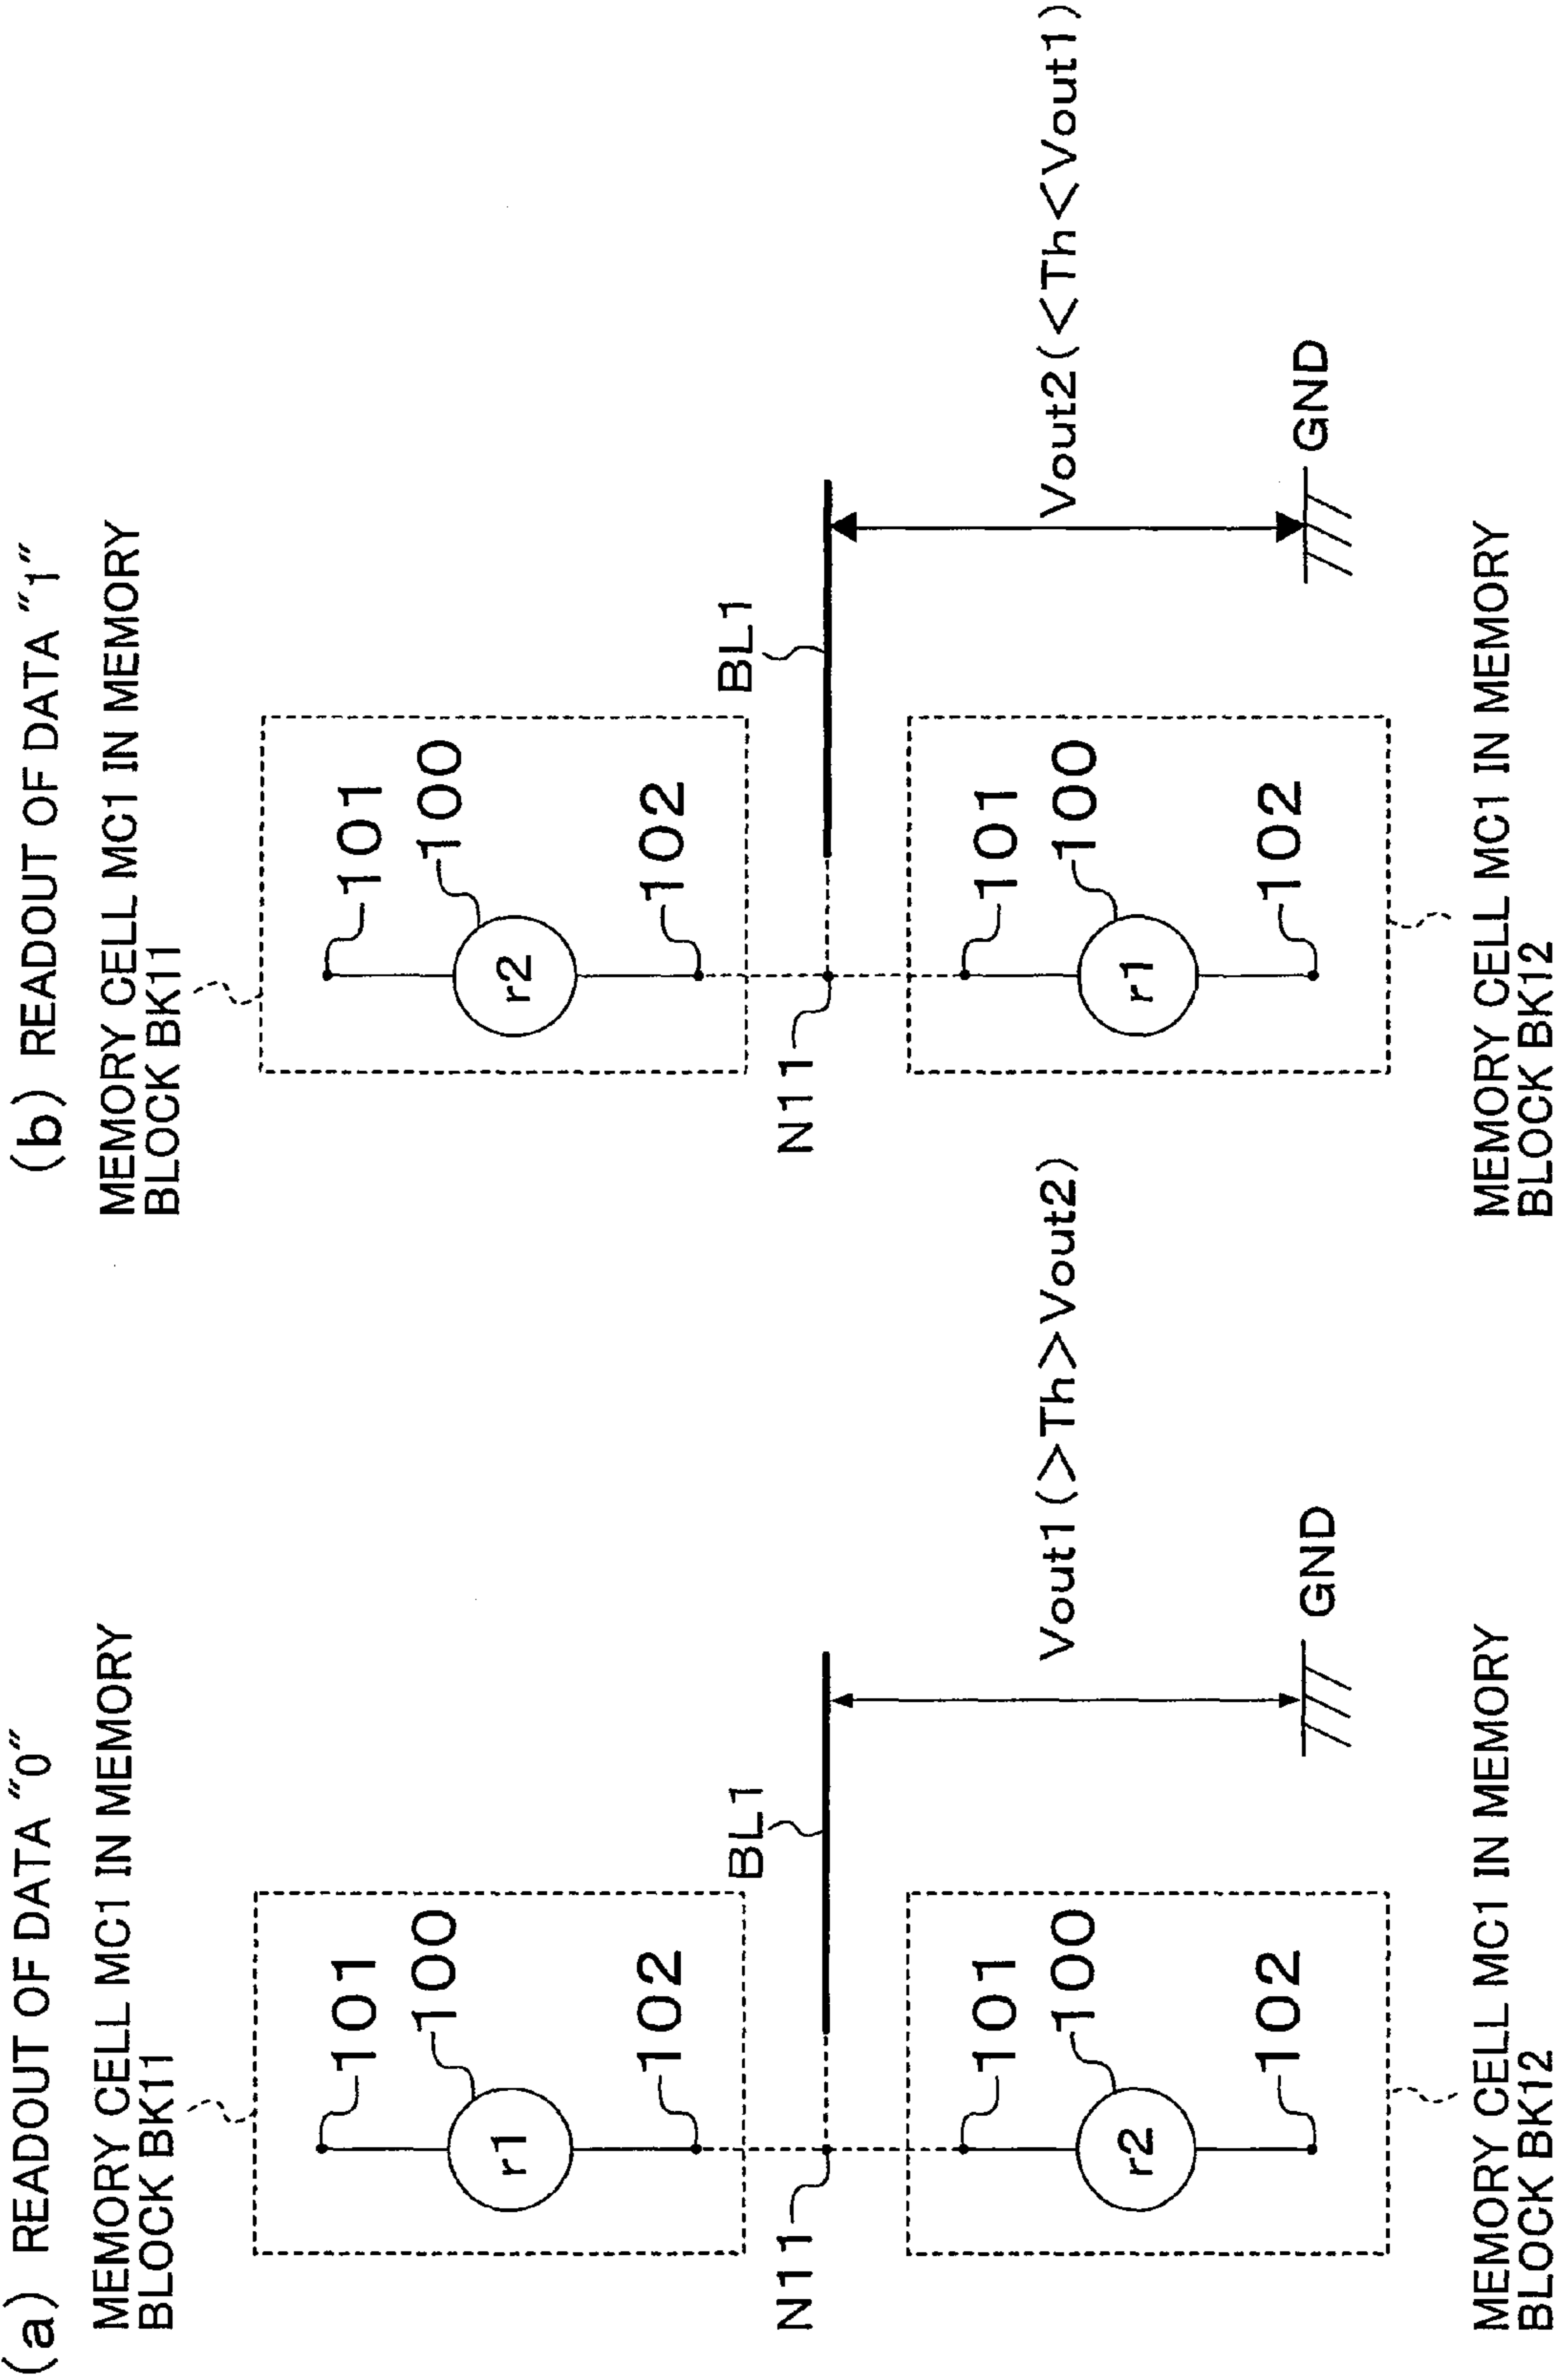 (a) READOUT OF DATA "0"
MEMORY CELL MC1 IN MEMORY
BLOCK BK11
101
100
r1
102
BL1
N11
Vout1(>Th>Vout2)
101
100
r2
102
GND
MEMORY CELL MC1 IN MEMORY
BLOCK BK12
(b) READOUT OF DATA "1"
MEMORY CELL MC1 IN MEMORY
BLOCK BK11
101
100
r2
102
BL1
N11
Vout2(<Th<Vout1)
101
100
r1
102
GND
MEMORY CELL MC1 IN MEMORY
BLOCK BK12